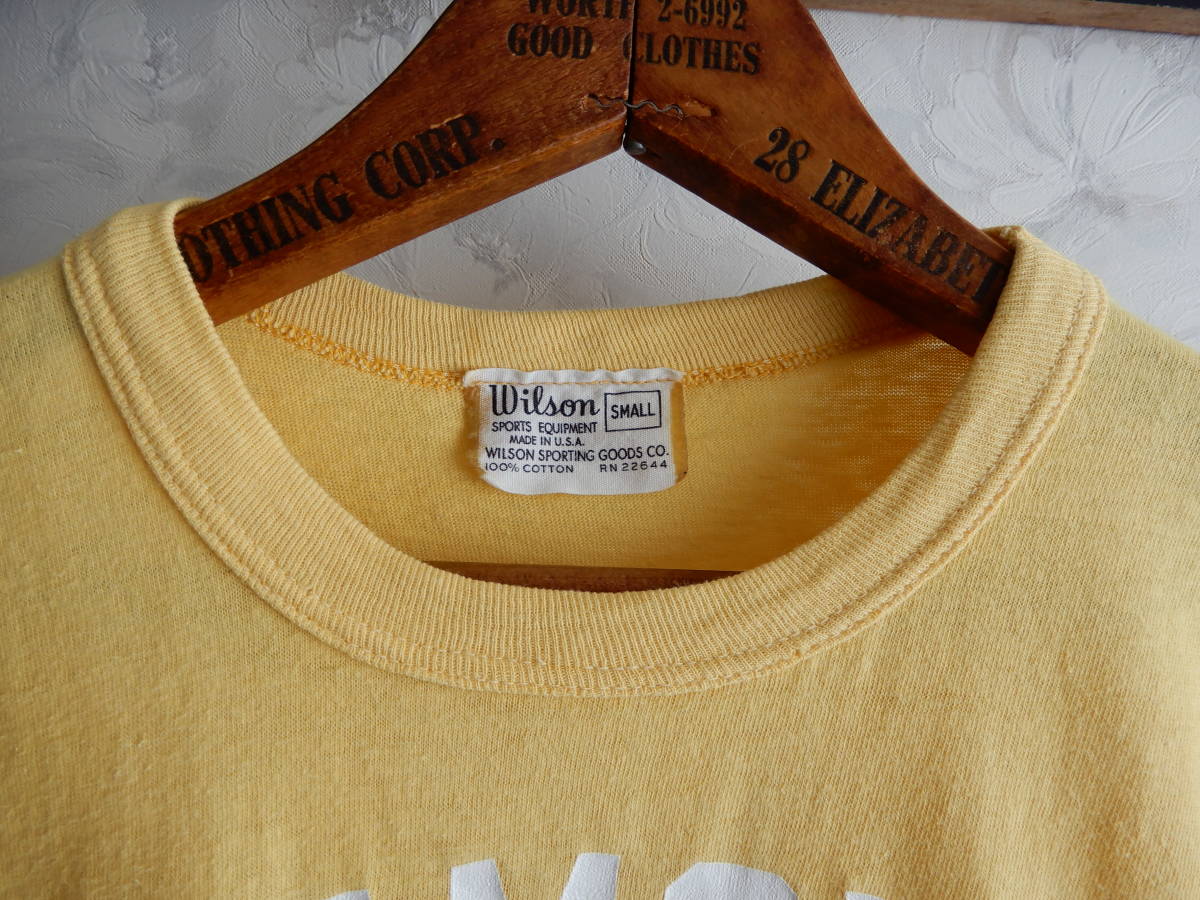 WORTH 2-6992
GOOD CLOTHES
CLOTHING CORP.
28 ELIZABET
Wilson SMALL
SPORTS EQUIPMENT
MADE IN U.S.A.
WILSON SPORTING GOODS CO.
100% COTTON RN 22644